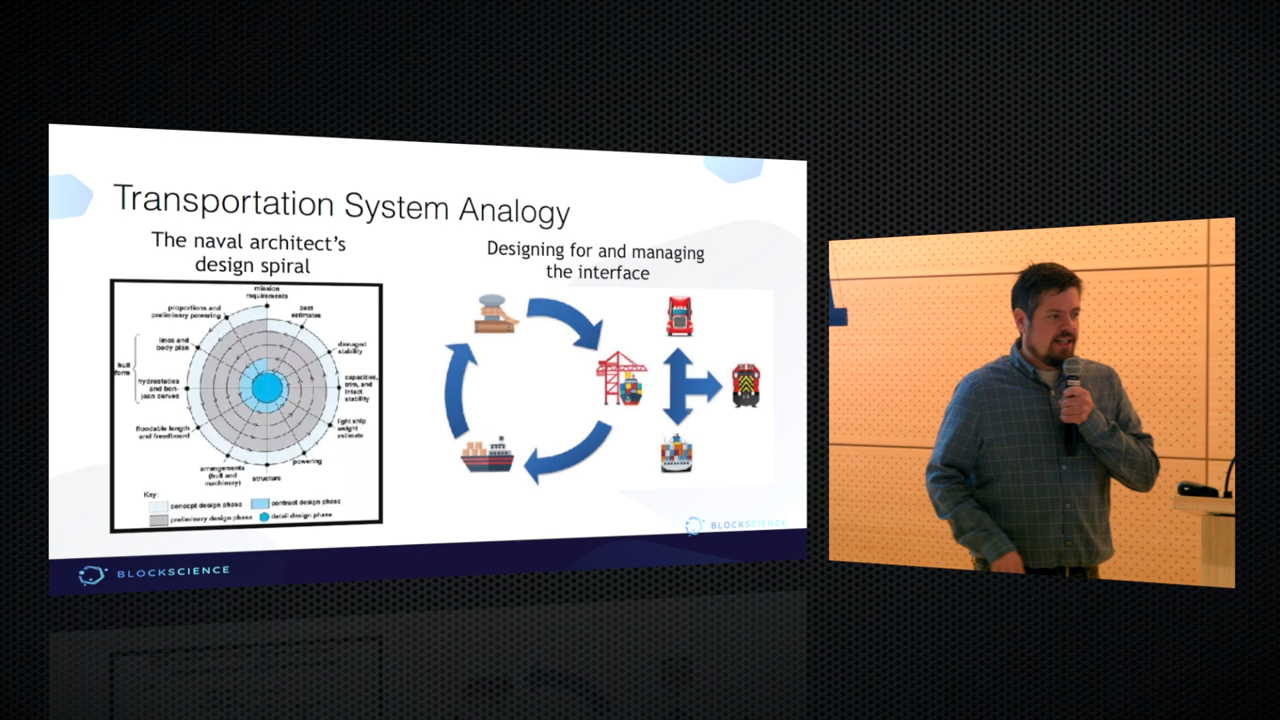 Transportation System Analogy
The naval architect's
design spiral
mission
requirements
cost
estimates
damaged
stability
capacities,
trim, and
intact
stability
light ship
weight
estimate
powering
structure
arrangements
(hull and
machinery)
floodable length
and freeboard
hydrostatics
and bon-
jean curves
hull
form
lines and
body plan
proportions and
preliminary powering
Key:
concept design phase
contract design phase
preliminary design phase
detail design phase
Designing for and managing
the interface
BLOCKSCIENCE
BLOCKSCIENCE